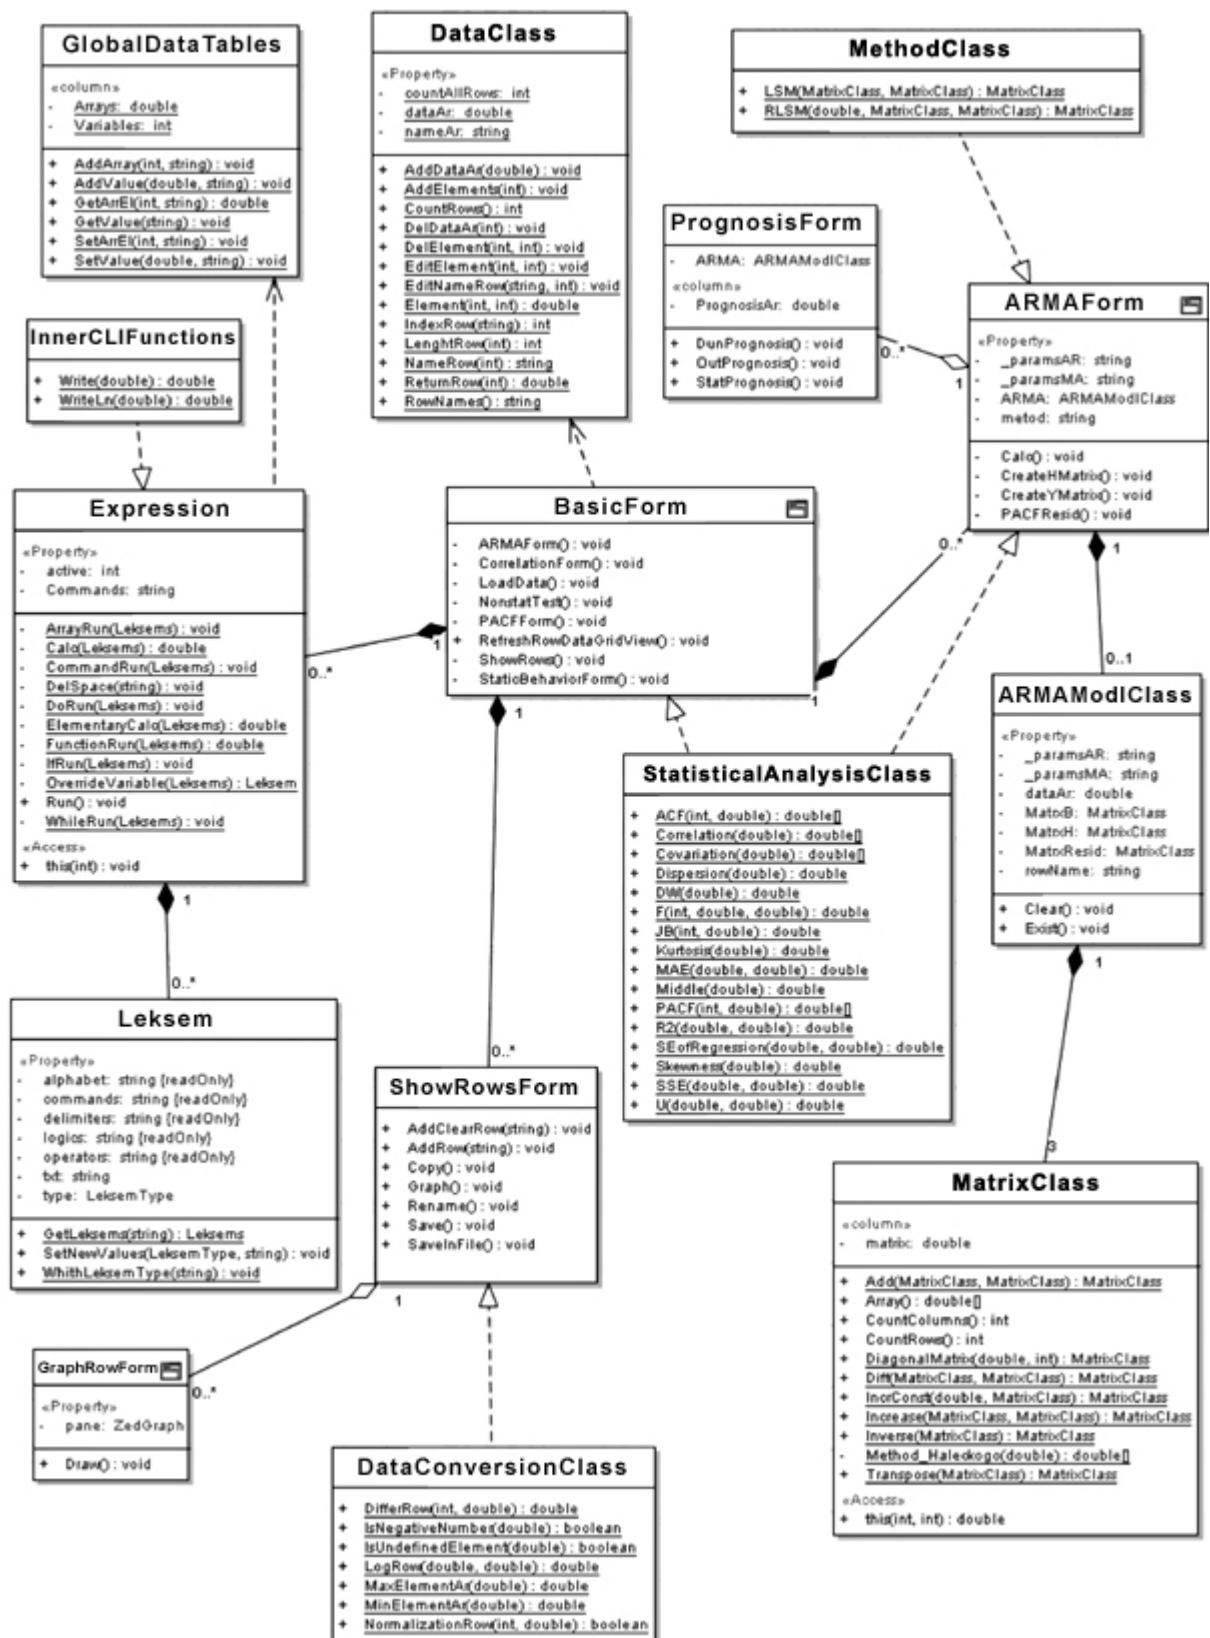 GlobalDataTables
«column»
- Arrays: double
- Variables: int
+ AddArray(int, string) : void
+ AddValue(double, string) : void
+ GetArrEl(int, string) : double
+ GetValue(string) : void
+ SetArrEl(int, string) : void
+ SetValue(double, string) : void
DataClass
«Property»
- countAllRows: int
- dataAr: double
- nameAr: string
+ AddDataAr(double) : void
+ AddElements(int) : void
+ CountRows() : int
+ DelDataAr(int) : void
+ DelElement(int, int) : void
+ EditElement(int, int) : void
+ EditNameRow(string, int) : void
+ Element(int, int) : double
+ IndexRow(string) : int
+ LenghtRow(int) : int
+ NameRow(int) : string
+ ReturnRow(int) : double
+ RowNames() : string
MethodClass
+ LSM(MatrixClass, MatrixClass) : MatrixClass
+ RLSM(double, MatrixClass, MatrixClass) : MatrixClass
PrognosisForm
- ARMA: ARMAModlClass
«column»
- PrognosisAr: double
+ DunPrognosis() : void
+ OutPrognosis() : void
+ StatPrognosis() : void
0..*
1
ARMAForm
«Property»
- _paramsAR: string
- _paramsMA: string
- ARMA: ARMAModlClass
- metod: string
- Calc() : void
- CreateHMatrix() : void
- CreateYMatrix() : void
- PACFResid() : void
InnerCLIFunctions
+ Write(double) : double
+ WriteLn(double) : double
Expression
«Property»
- active: int
- Commands: string
- ArrayRun(Leksems) : void
- Calc(Leksems) : double
- CommandRun(Leksems) : void
- DelSpace(string) : void
- DoRun(Leksems) : void
- ElementaryCalc(Leksems) : double
- FunctionRun(Leksems) : double
- IfRun(Leksems) : void
- OverrideVariable(Leksems) : Leksem
+ Run() : void
- WhileRun(Leksems) : void
«Access»
+ this(int) : void
BasicForm
- ARMAForm() : void
- CorrelationForm() : void
- LoadData() : void
- NonstatTest() : void
- PACFForm() : void
+ RefreshRowDataGridView() : void
- ShowRows() : void
- StaticBehaviorForm() : void
1
0..*
1
0..*
1
1
0..1
StatisticalAnalysisClass
+ ACF(int, double) : double[]
+ Correlation(double) : double[]
+ Covariation(double) : double[]
+ Dispersion(double) : double
+ DW(double) : double
+ F(int, double, double) : double
+ JB(int, double) : double
+ Kurtosis(double) : double
+ MAE(double, double) : double
+ Middle(double) : double
+ PACF(int, double) : double[]
+ R2(double, double) : double
+ SEofRegression(double, double) : double
+ Skewness(double) : double
+ SSE(double, double) : double
+ U(double, double) : double
ARMAModlClass
«Property»
- _paramsAR: string
- _paramsMA: string
- dataAr: double
- MatrxB: MatrixClass
- MatrxH: MatrixClass
- MatrxResid: MatrixClass
- rowName: string
+ Clear() : void
+ Exist() : void
1
3
1
0..*
Leksem
«Property»
- alphabet: string {readOnly}
- commands: string {readOnly}
- delimiters: string {readOnly}
- logics: string {readOnly}
- operators: string {readOnly}
- txt: string
- type: LeksemType
+ GetLeksems(string) : Leksems
+ SetNewValues(LeksemType, string) : void
+ WhithLeksemType(string) : void
0..*
ShowRowsForm
+ AddClearRow(string) : void
+ AddRow(string) : void
+ Copy() : void
+ Graph() : void
+ Rename() : void
+ Save() : void
+ SaveInFile() : void
1
0..*
GraphRowForm
«Property»
- pane: ZedGraph
+ Draw() : void
MatrixClass
«column»
- matrix: double
+ Add(MatrixClass, MatrixClass) : MatrixClass
+ Array() : double[]
+ CountColumns() : int
+ CountRows() : int
+ DiagonalMatrix(double, int) : MatrixClass
+ Diff(MatrixClass, MatrixClass) : MatrixClass
+ IncrConst(double, MatrixClass) : MatrixClass
+ Increase(MatrixClass, MatrixClass) : MatrixClass
+ Inverse(MatrixClass) : MatrixClass
- Method_Haleckogo(double) : double[]
+ Transpose(MatrixClass) : MatrixClass
«Access»
+ this(int, int) : double
DataConversionClass
+ DifferRow(int, double) : double
+ IsNegativeNumber(double) : boolean
+ IsUndefinedElement(double) : boolean
+ LogRow(double, double) : double
+ MaxElementAr(double) : double
+ MinElementAr(double) : double
+ NormalizationRow(int, double) : boolean